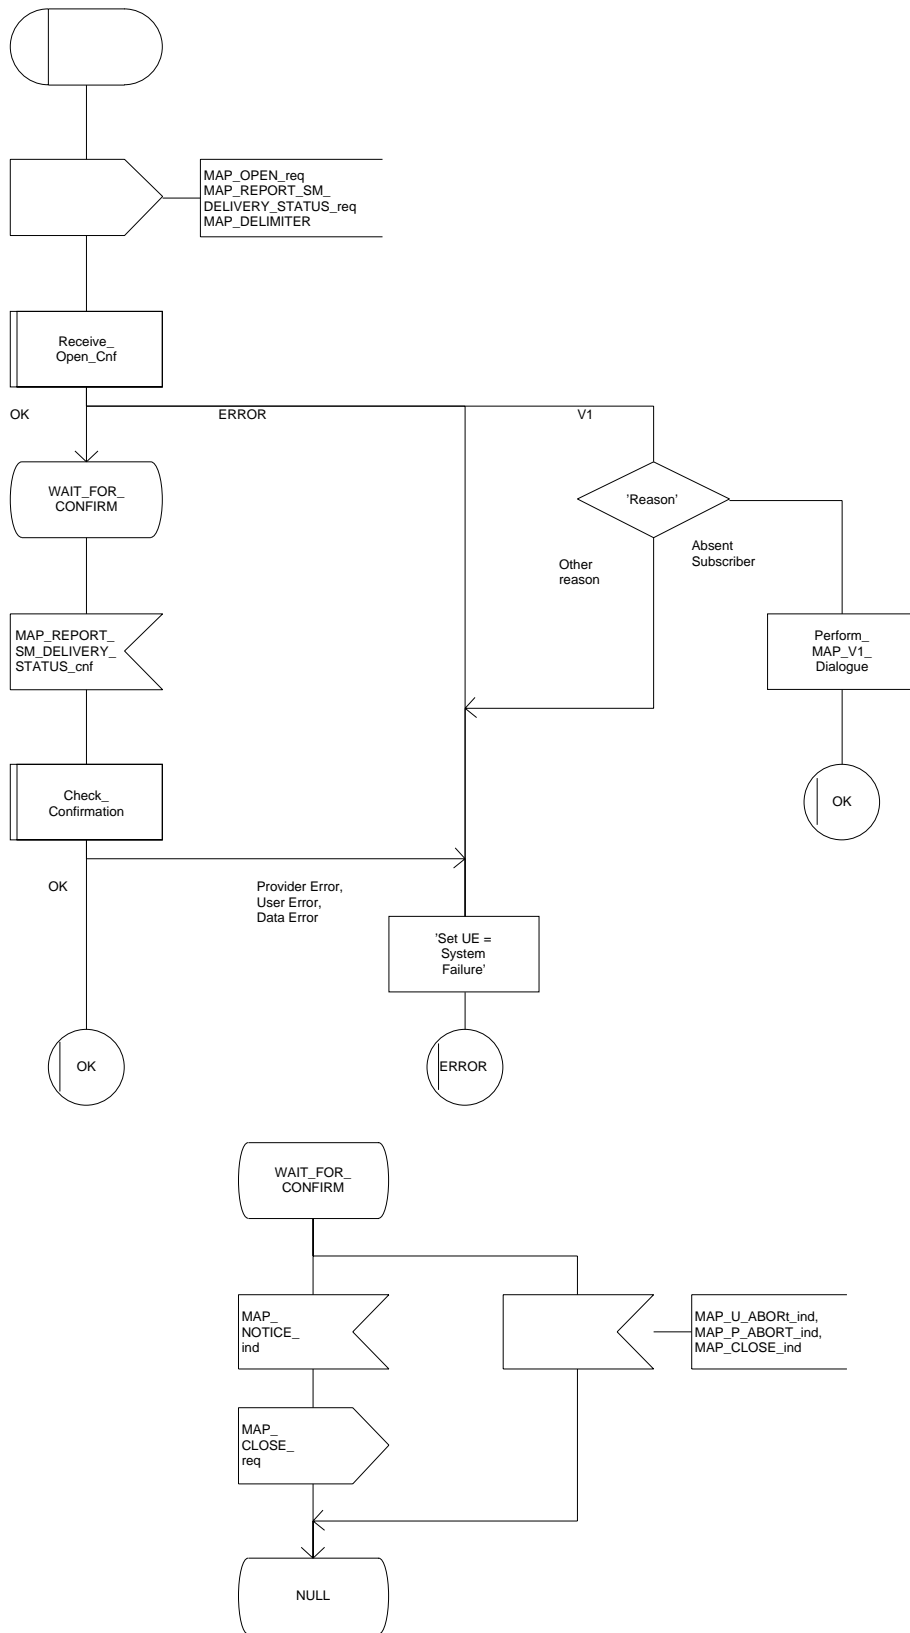 MAP_OPEN_req
MAP_REPORT_SM_
DELIVERY_STATUS_req
MAP_DELIMITER
Receive_
Open_Cnf
OK
ERROR
V1
WAIT_FOR_
CONFIRM
'Reason'
Other
reason
Absent
Subscriber
MAP_REPORT_
SM_DELIVERY_
STATUS_cnf
Perform_
MAP_V1_
Dialogue
Check_
Confirmation
OK
OK
Provider Error,
User Error,
Data Error
'Set UE =
System
Failure'
OK
ERROR
WAIT_FOR_
CONFIRM
MAP_
NOTICE_
ind
MAP_U_ABORt_ind,
MAP_P_ABORT_ind,
MAP_CLOSE_ind
MAP_
CLOSE_
req
NULL